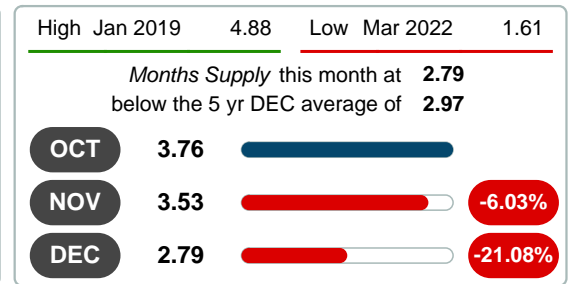 High Jan 2019 4.88 Low Mar 2022 1.61
Months Supply this month at 2.79
below the 5 yr DEC average of 2.97
OCT 3.76
NOV 3.53 -6.03%
DEC 2.79 -21.08%